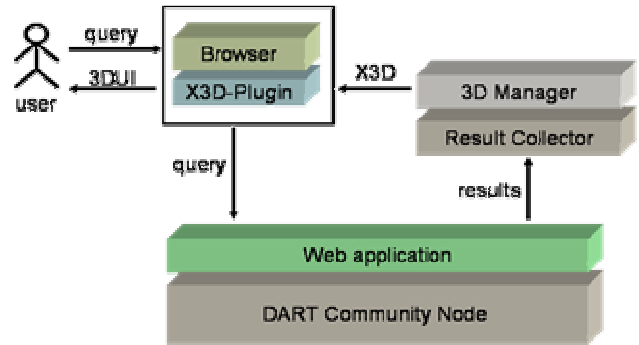 query
Browser
3DUI
X3D-Plugin
user
X3D
3D Manager
Result Collector
query
results
Web application
DART Community Node